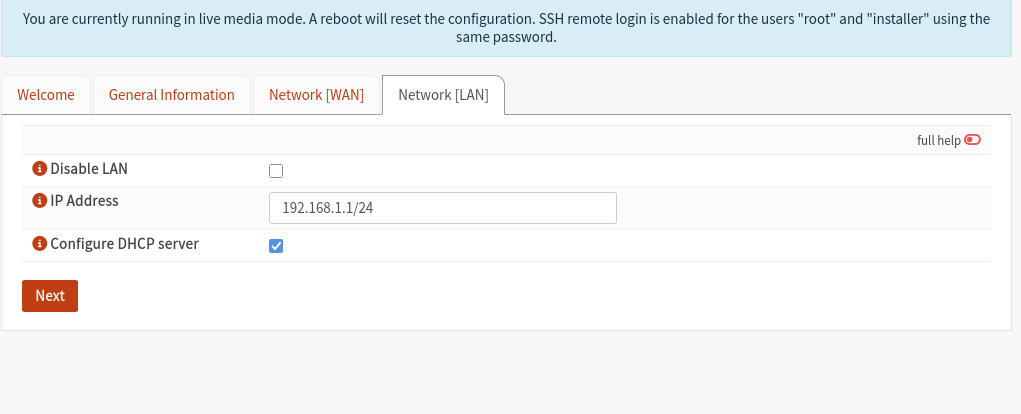 You are currently running in live media mode. A reboot will reset the configuration. SSH remote login is enabled for the users "root" and "installer" using the
same password.
Welcome
General Information
Network [WAN]
Network [LAN]
full help
Disable LAN
IP Address
192.168.1.1/24
Configure DHCP server
Next